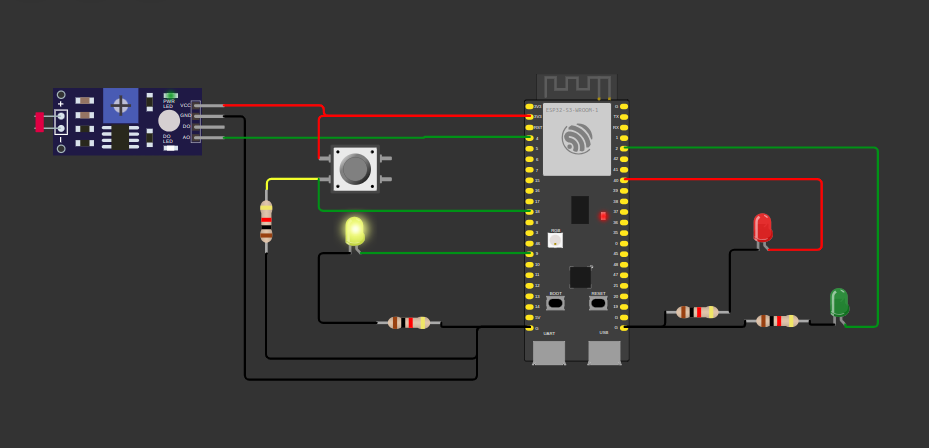 PWR
LED
VCC
GND
DO
AO
DO
LED
+
ESP32-S3-WROOM-1
3V3
3V3
RST
4
5
6
7
15
16
17
18
8
3
46
9
10
11
12
13
14
5V
G
G
TX
RX
1
2
42
41
40
39
38
37
36
35
0
45
48
47
21
20
19
G
G
RGB
BOOT
RESET
UART
USB